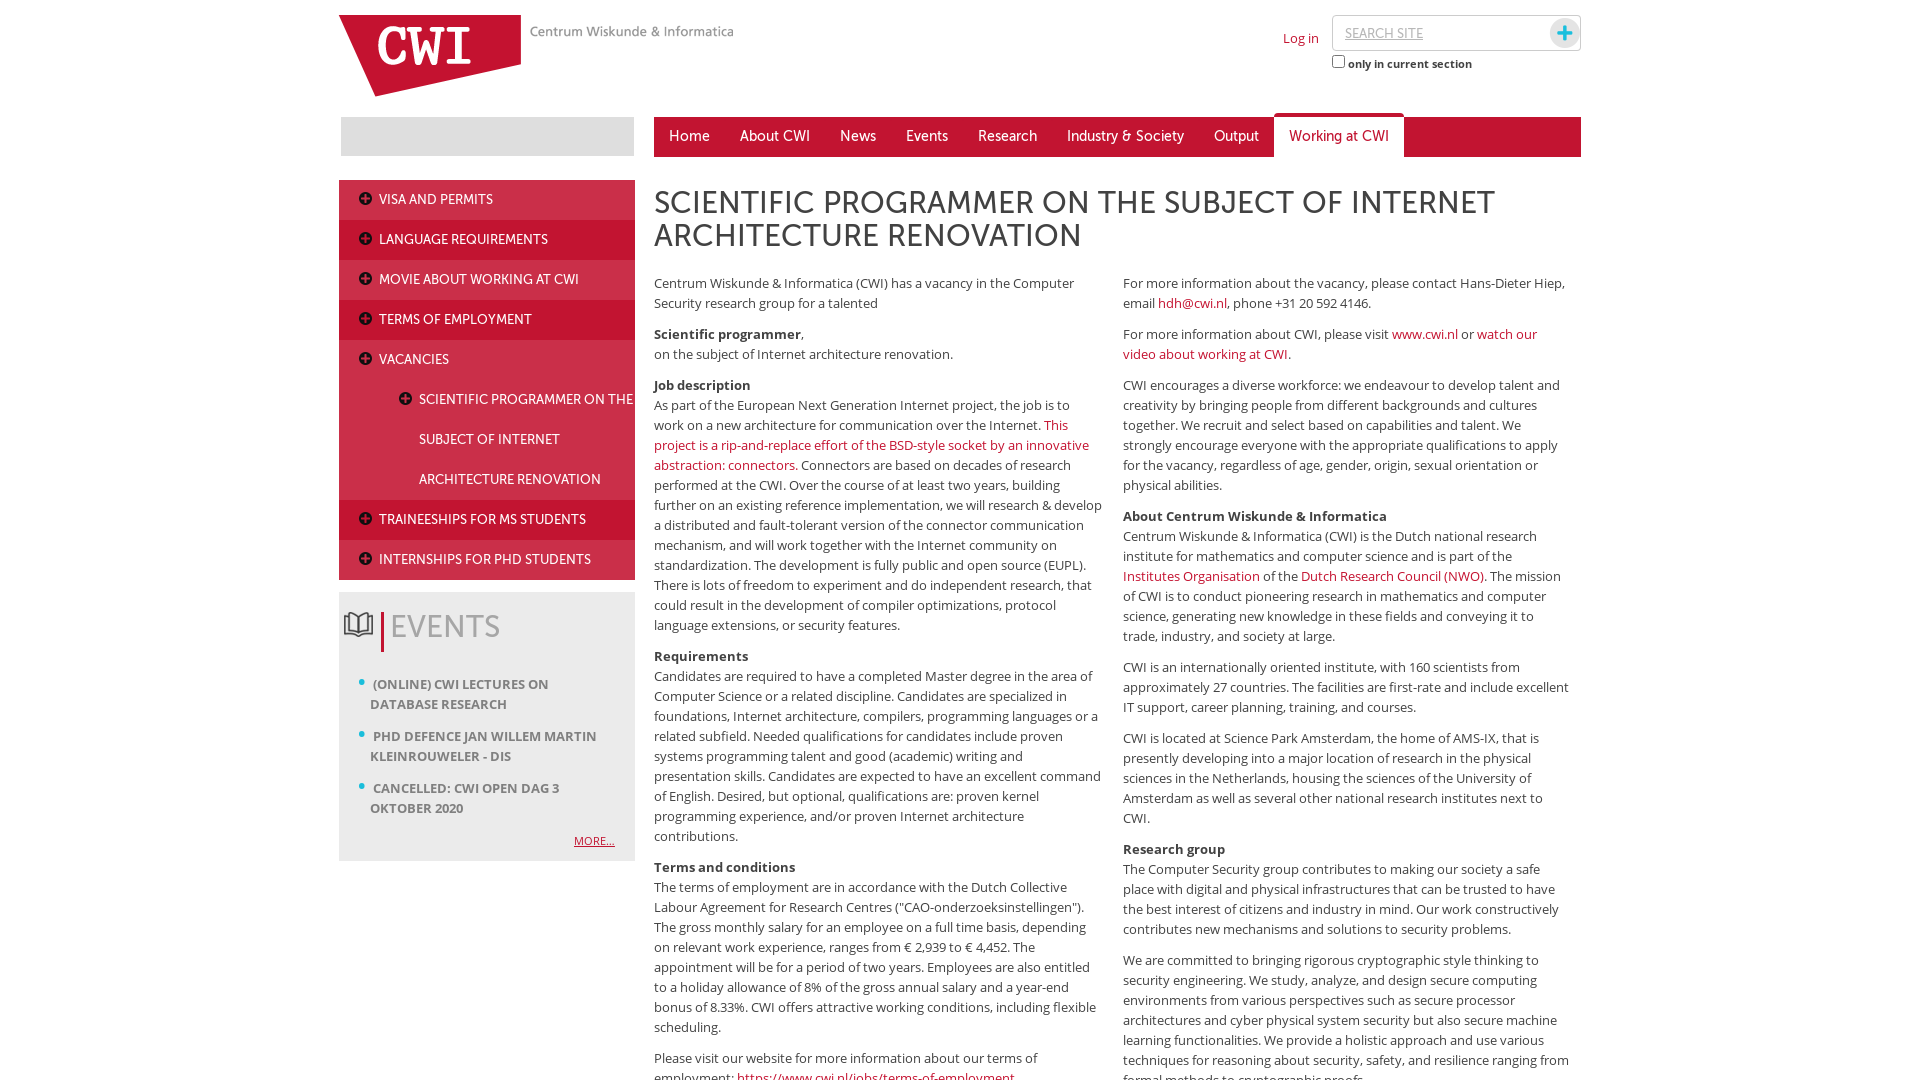 CWI Centrum Wiskunde & Informatica
Log in
SEARCH SITE
only in current section
Home About CWI News Events Research Industry & Society Output Working at CWI
VISA AND PERMITS
LANGUAGE REQUIREMENTS
MOVIE ABOUT WORKING AT CWI
TERMS OF EMPLOYMENT
VACANCIES
SCIENTIFIC PROGRAMMER ON THE
SUBJECT OF INTERNET
ARCHITECTURE RENOVATION
TRAINEESHIPS FOR MS STUDENTS
INTERNSHIPS FOR PHD STUDENTS
EVENTS
(ONLINE) CWI LECTURES ON
DATABASE RESEARCH
PHD DEFENCE JAN WILLEM MARTIN
KLEINROUWELER - DIS
CANCELLED: CWI OPEN DAG 3
OKTOBER 2020
MORE...
SCIENTIFIC PROGRAMMER ON THE SUBJECT OF INTERNET
ARCHITECTURE RENOVATION
Centrum Wiskunde & Informatica (CWI) has a vacancy in the Computer
Security research group for a talented
Scientific programmer,
on the subject of Internet architecture renovation.
Job description
As part of the European Next Generation Internet project, the job is to
work on a new architecture for communication over the Internet. This
project is a rip-and-replace effort of the BSD-style socket by an innovative
abstraction: connectors. Connectors are based on decades of research
performed at the CWI. Over the course of at least two years, building
further on an existing reference implementation, we will research & develop
a distributed and fault-tolerant version of the connector communication
mechanism, and will work together with the Internet community on
standardization. The development is fully public and open source (EUPL).
There is lots of freedom to experiment and do independent research, that
could result in the development of compiler optimizations, protocol
language extensions, or security features.
Requirements
Candidates are required to have a completed Master degree in the area of
Computer Science or a related discipline. Candidates are specialized in
foundations, Internet architecture, compilers, programming languages or a
related subfield. Needed qualifications for candidates include proven
systems programming talent and good (academic) writing and
presentation skills. Candidates are expected to have an excellent command
of English. Desired, but optional, qualifications are: proven kernel
programming experience, and/or proven Internet architecture
contributions.
Terms and conditions
The terms of employment are in accordance with the Dutch Collective
Labour Agreement for Research Centres ("CAO-onderzoeksinstellingen").
The gross monthly salary for an employee on a full time basis, depending
on relevant work experience, ranges from € 2,939 to € 4,452. The
appointment will be for a period of two years. Employees are also entitled
to a holiday allowance of 8% of the gross annual salary and a year-end
bonus of 8.33%. CWI offers attractive working conditions, including flexible
scheduling.
Please visit our website for more information about our terms of
employment: https://www.cwi.nl/jobs/terms-of-employment
For more information about the vacancy, please contact Hans-Dieter Hiep,
email hdh@cwi.nl, phone +31 20 592 4146.
For more information about CWI, please visit www.cwi.nl or watch our
video about working at CWI.
CWI encourages a diverse workforce: we endeavour to develop talent and
creativity by bringing people from different backgrounds and cultures
together. We recruit and select based on capabilities and talent. We
strongly encourage everyone with the appropriate qualifications to apply
for the vacancy, regardless of age, gender, origin, sexual orientation or
physical abilities.
About Centrum Wiskunde & Informatica
Centrum Wiskunde & Informatica (CWI) is the Dutch national research
institute for mathematics and computer science and is part of the
Institutes Organisation of the Dutch Research Council (NWO). The mission
of CWI is to conduct pioneering research in mathematics and computer
science, generating new knowledge in these fields and conveying it to
trade, industry, and society at large.
CWI is an internationally oriented institute, with 160 scientists from
approximately 27 countries. The facilities are first-rate and include excellent
IT support, career planning, training, and courses.
CWI is located at Science Park Amsterdam, the home of AMS-IX, that is
presently developing into a major location of research in the physical
sciences in the Netherlands, housing the sciences of the University of
Amsterdam as well as several other national research institutes next to
CWI.
Research group
The Computer Security group contributes to making our society a safe
place with digital and physical infrastructures that can be trusted to have
the best interest of citizens and industry in mind. Our work constructively
contributes new mechanisms and solutions to security problems.
We are committed to bringing rigorous cryptographic style thinking to
security engineering. We study, analyze, and design secure computing
environments from various perspectives such as secure processor
architectures and cyber physical system security but also secure machine
learning functionalities. We provide a holistic approach and use various
techniques for reasoning about security, safety, and resilience ranging from
formal methods to cryptographic proofs.